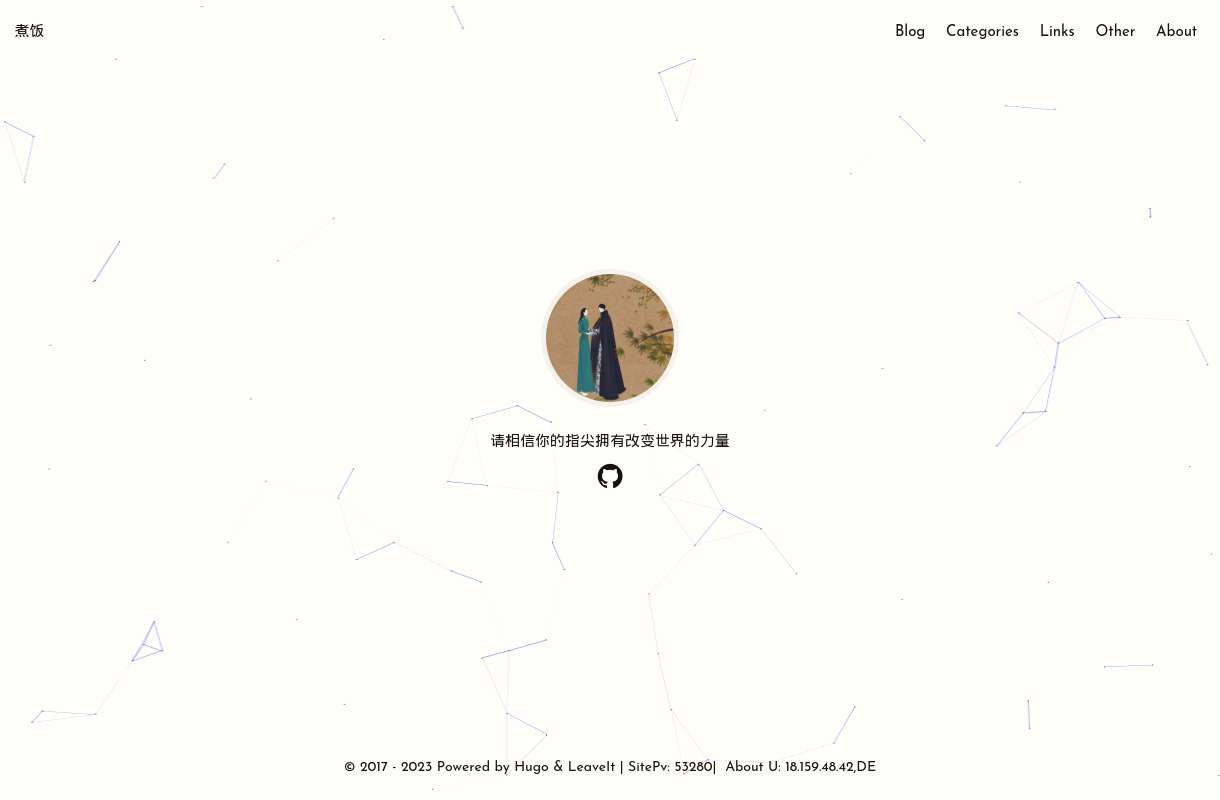 煮饭
Blog Categories Links Other About
请相信你的指尖拥有改变世界的力量
© 2017 - 2023 Powered by Hugo & LeaveIt | SitePv: 53280| About U: 18.159.48.42,DE